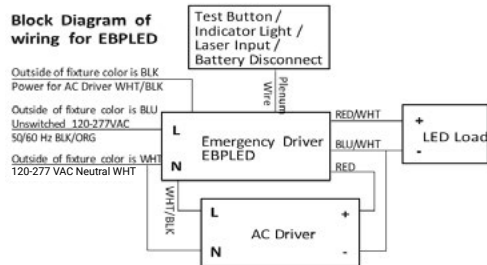 Block Diagram of
wiring for EBPLED
Test Button /
Indicator Light /
Laser Input /
Battery Disconnect
Plenum
Wire
Outside of fixture color is BLK
Power for AC Driver WHT/BLK
Outside of fixture color is BLU
Unswitched 120-277VAC
50/60 Hz BLK/ORG
Outside of fixture color is WHT
120-277 VAC Neutral WHT
L
N
Emergency Driver
EBPLED
RED/WHT
BLU/WHT
RED
+
-
LED Load
WHT/BLK
L
N
AC Driver
+
-